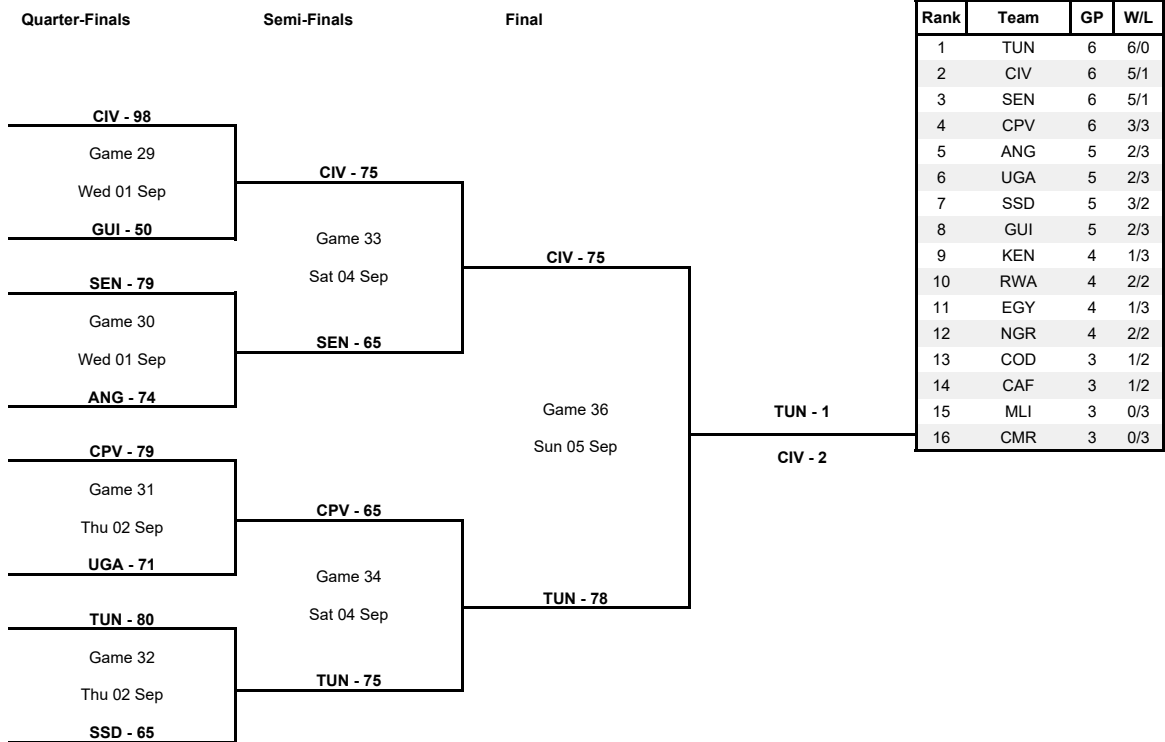 Quarter-Finals Semi-Finals Final
CIV - 98
Game 29
Wed 01 Sep
GUI - 50
SEN - 79
Game 30
Wed 01 Sep
ANG - 74
CPV - 79
Game 31
Thu 02 Sep
UGA - 71
TUN - 80
Game 32
Thu 02 Sep
SSD - 65
CIV - 75
Game 33
Sat 04 Sep
SEN - 65
CPV - 65
Game 34
Sat 04 Sep
TUN - 75
CIV - 75
Game 36
Sun 05 Sep
TUN - 78
TUN - 1
CIV - 2
Rank Team GP W/L
1 TUN 6 6/0
2 CIV 6 5/1
3 SEN 6 5/1
4 CPV 6 3/3
5 ANG 5 2/3
6 UGA 5 2/3
7 SSD 5 3/2
8 GUI 5 2/3
9 KEN 4 1/3
10 RWA 4 2/2
11 EGY 4 1/3
12 NGR 4 2/2
13 COD 3 1/2
14 CAF 3 1/2
15 MLI 3 0/3
16 CMR 3 0/3